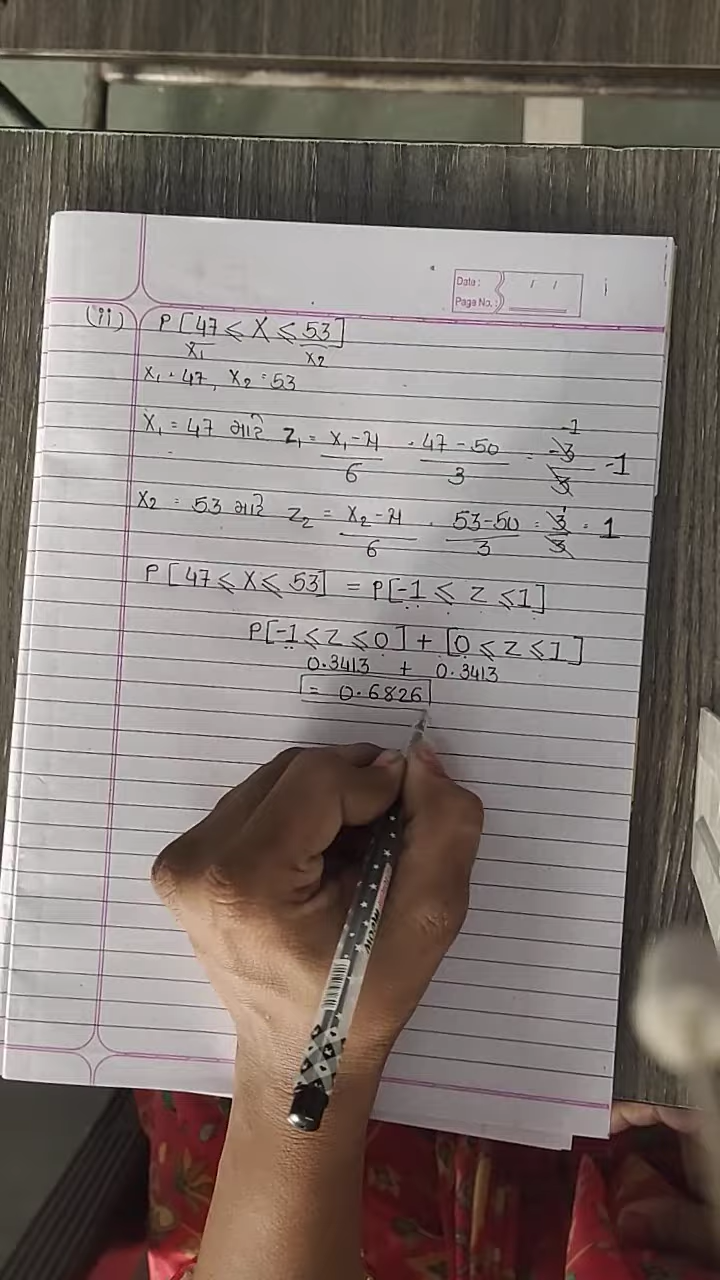 Date : / /
Page No. :
(ii) P [ 47 ≤ X ≤ 53 ]
X₁ X₂
X₁ = 47, X₂ = 53
X₁ = 47 માટે Z₁ = X₁-μ/σ = 47-50/3 = -3/3 = -1
X₂ = 53 માટે Z₂ = X₂-μ/σ = 53-50/3 = 3/3 = 1
P [ 47 ≤ X ≤ 53 ] = P[-1 ≤ Z ≤ 1]
P[-1 ≤ Z ≤ 0] + [0 ≤ Z ≤ 1]
0.3413 + 0.3413
= 0.6826